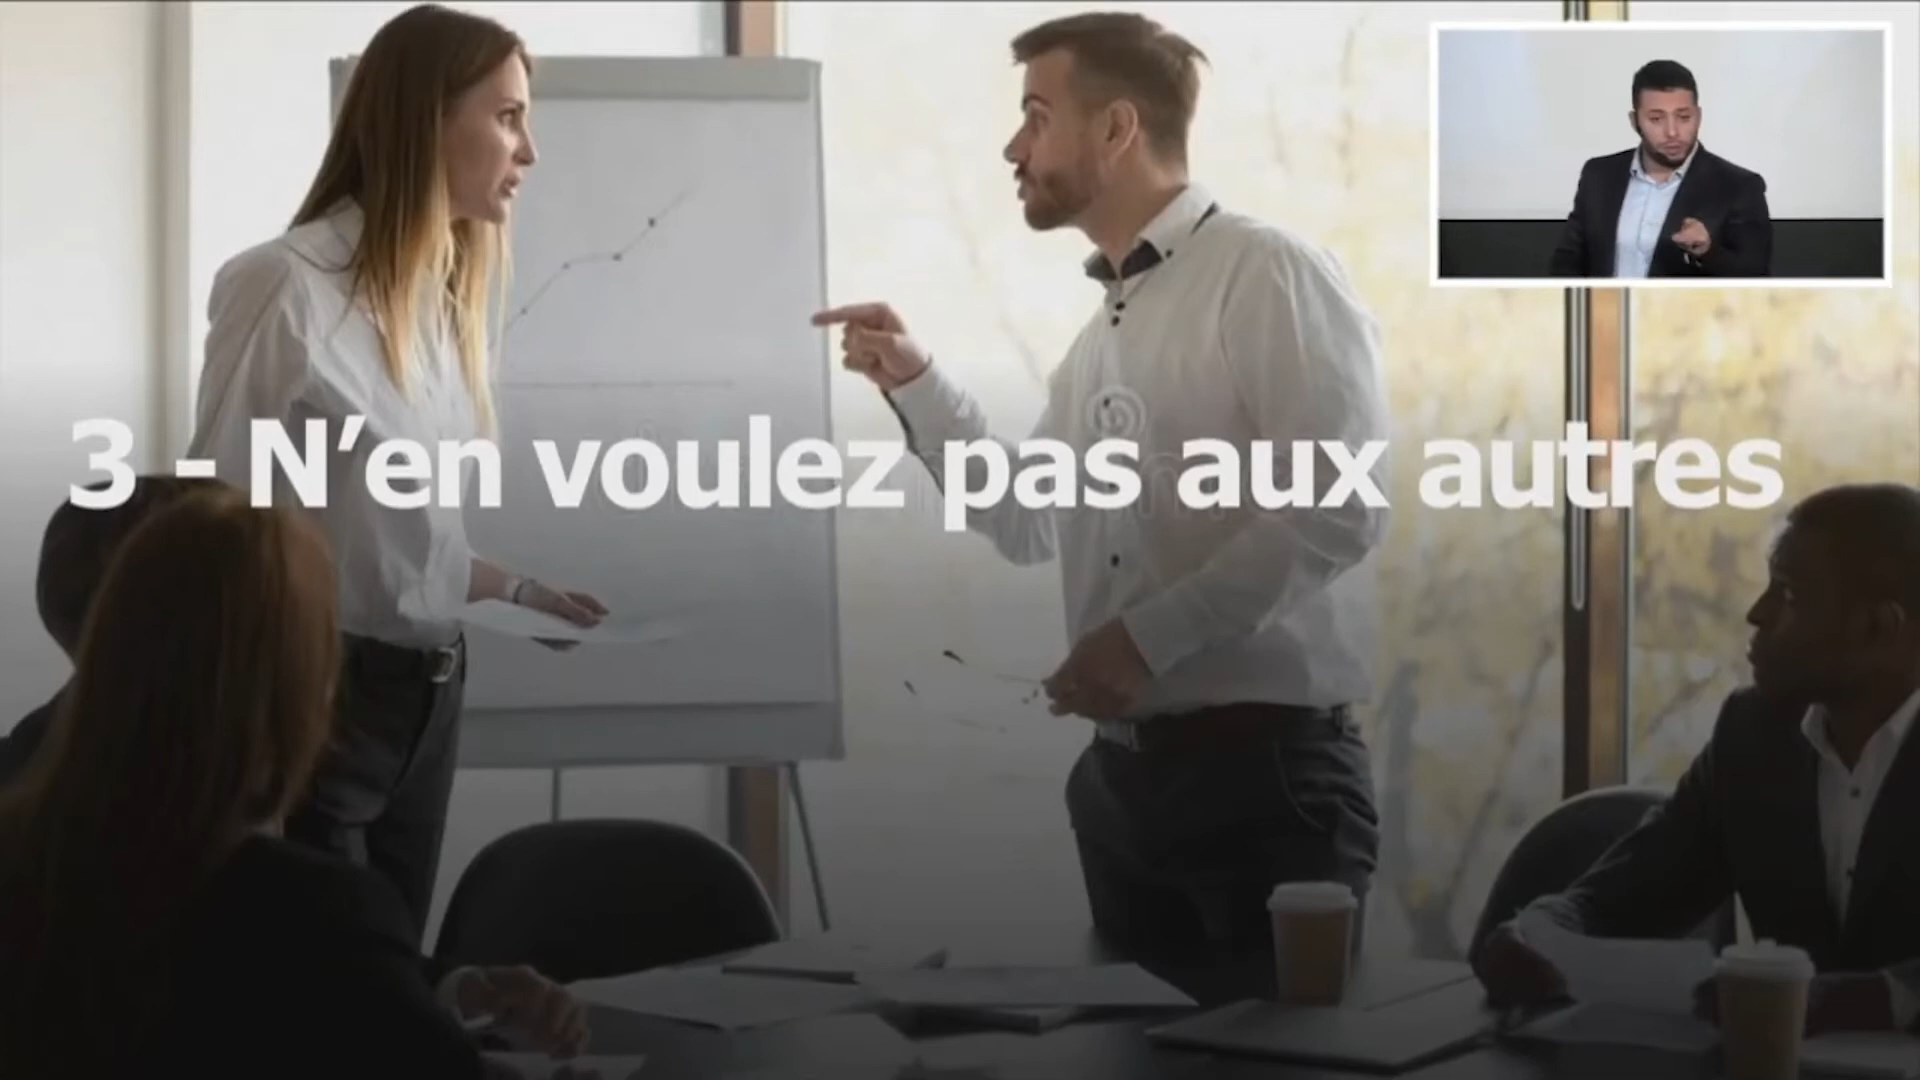 3 - N’en voulez pas aux autres